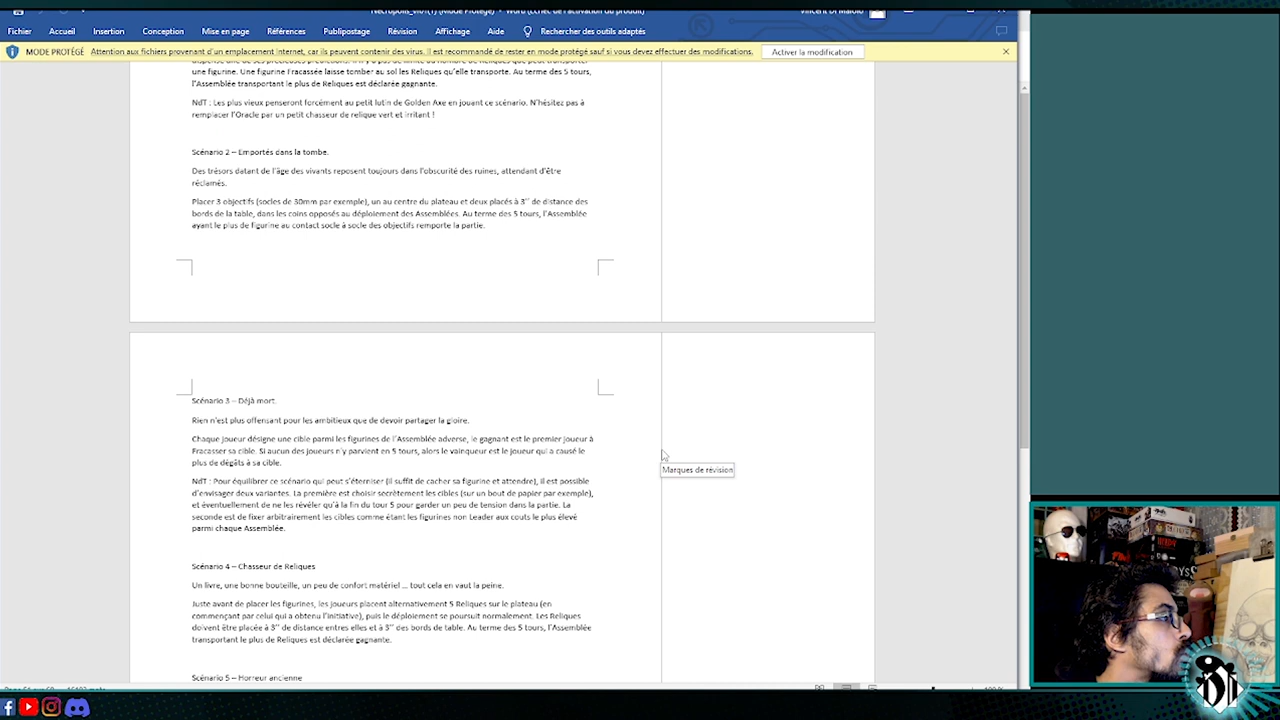 Necropolis_vf01(1) (Mode Protégé) - Word (Échec de l'activation du produit)
Vincent Di Maiolo
Fichier Accueil Insertion Conception Mise en page Références Publipostage Révision Affichage Aide Rechercher des outils adaptés
MODE PROTÉGÉ Attention aux fichiers provenant d'un emplacement Internet, car ils peuvent contenir des virus. Il est recommandé de rester en mode protégé sauf si vous devez effectuer des modifications. Activer la modification
une figurine. Une figurine Fracassée laisse tomber au sol les Reliques qu'elle transporte. Au terme des 5 tours,
l'Assemblée transportant le plus de Reliques est déclarée gagnante.
NdT : Les plus vieux penseront forcément au petit lutin de Golden Axe en jouant ce scénario. N'hésitez pas à
remplacer l'Oracle par un petit chasseur de relique vert et irritant !
Scénario 2 – Emportés dans la tombe.
Des trésors datant de l'âge des vivants reposent toujours dans l'obscurité des ruines, attendant d'être
réclamés.
Placer 3 objectifs (socles de 30mm par exemple), un au centre du plateau et deux placés à 3'' de distance des
bords de la table, dans les coins opposés au déploiement des Assemblées. Au terme des 5 tours, l'Assemblée
ayant le plus de figurine au contact socle à socle des objectifs remporte la partie.
Scénario 3 – Déjà mort.
Rien n'est plus offensant pour les ambitieux que de devoir partager la gloire.
Chaque joueur désigne une cible parmi les figurines de l'Assemblée adverse, le gagnant est le premier joueur à
Fracasser sa cible. Si aucun des joueurs n'y parvient en 5 tours, alors le vainqueur est le joueur qui a causé le
plus de dégâts à sa cible.
Marques de révision
NdT : Pour équilibrer ce scénario qui peut s'éterniser (il suffit de cacher sa figurine et attendre), il est possible
d'envisager deux variantes. La première est choisir secrètement les cibles (sur un bout de papier par exemple),
et éventuellement de ne les révéler qu'à la fin du tour 5 pour garder un peu de tension dans la partie. La
seconde est de fixer arbitrairement les cibles comme étant les figurines non Leader aux couts le plus élevé
parmi chaque Assemblée.
Scénario 4 – Chasseur de Reliques
Un livre, une bonne bouteille, un peu de confort matériel ... tout cela en vaut la peine.
Juste avant de placer les figurines, les joueurs placent alternativement 5 Reliques sur le plateau (en
commençant par celui qui a obtenu l'initiative), puis le déploiement se poursuit normalement. Les Reliques
doivent être placée à 3'' de distance entres elles et à 3'' des bords de table. Au terme des 5 tours, l'Assemblée
transportant le plus de Reliques est déclarée gagnante.
Scénario 5 – Horreur ancienne